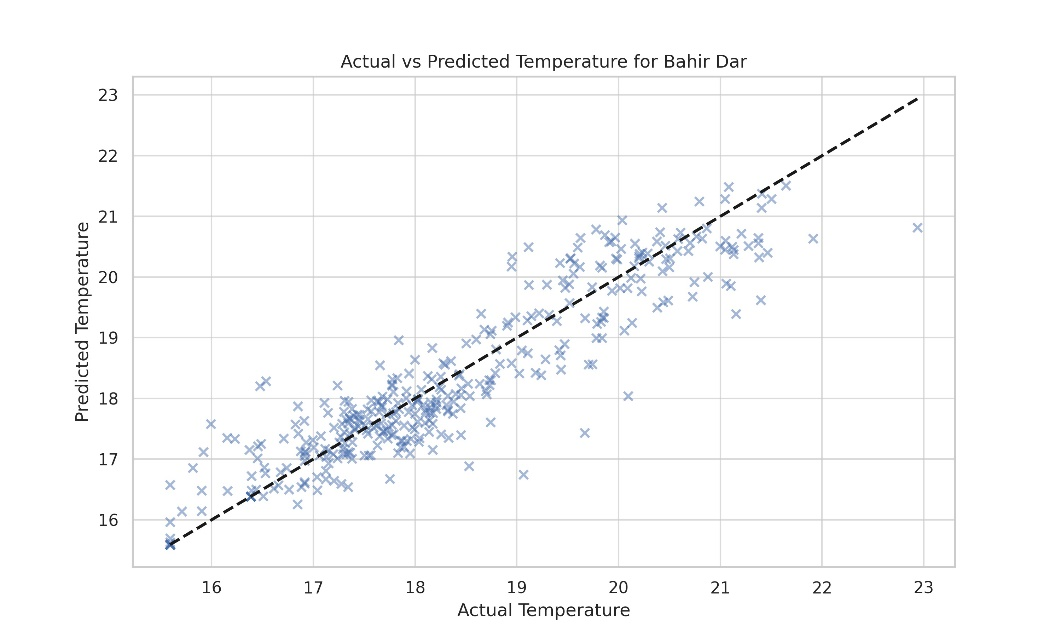 Actual vs Predicted Temperature for Bahir Dar
23
22
21
20
19
18
17
16
Predicted Temperature
16 17 18 19 20 21 22 23
Actual Temperature